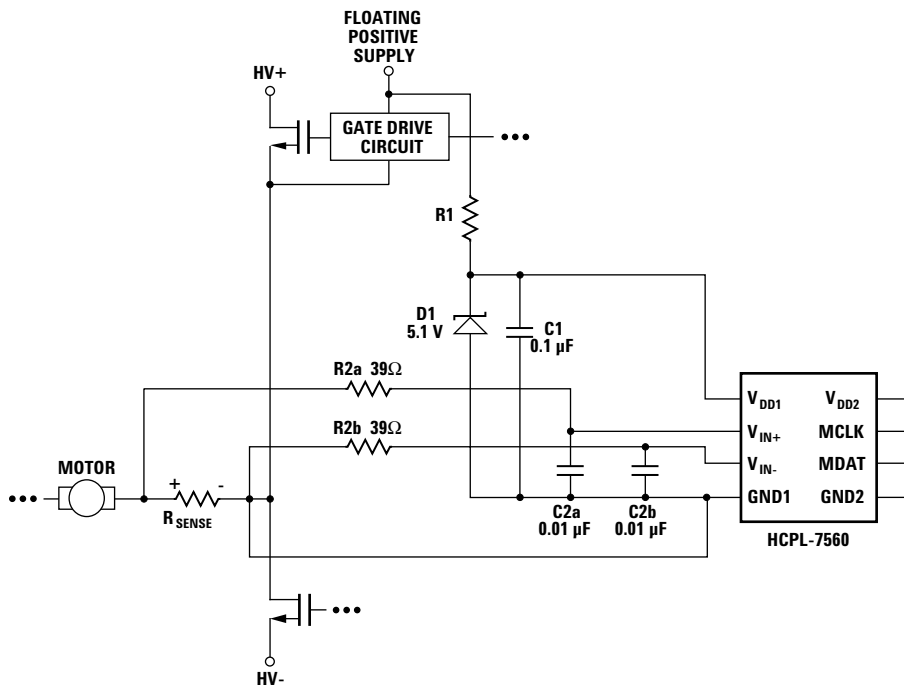 FLOATING
POSITIVE
SUPPLY
HV+
GATE DRIVE
CIRCUIT
•••
R1
D1
5.1 V
C1
0.1 µF
R2a 39Ω
R2b 39Ω
MOTOR
•••
+ -
R SENSE
C2a
0.01 µF
C2b
0.01 µF
VDD1
VIN+
VIN-
GND1
VDD2
MCLK
MDAT
GND2
HCPL-7560
•••
HV-